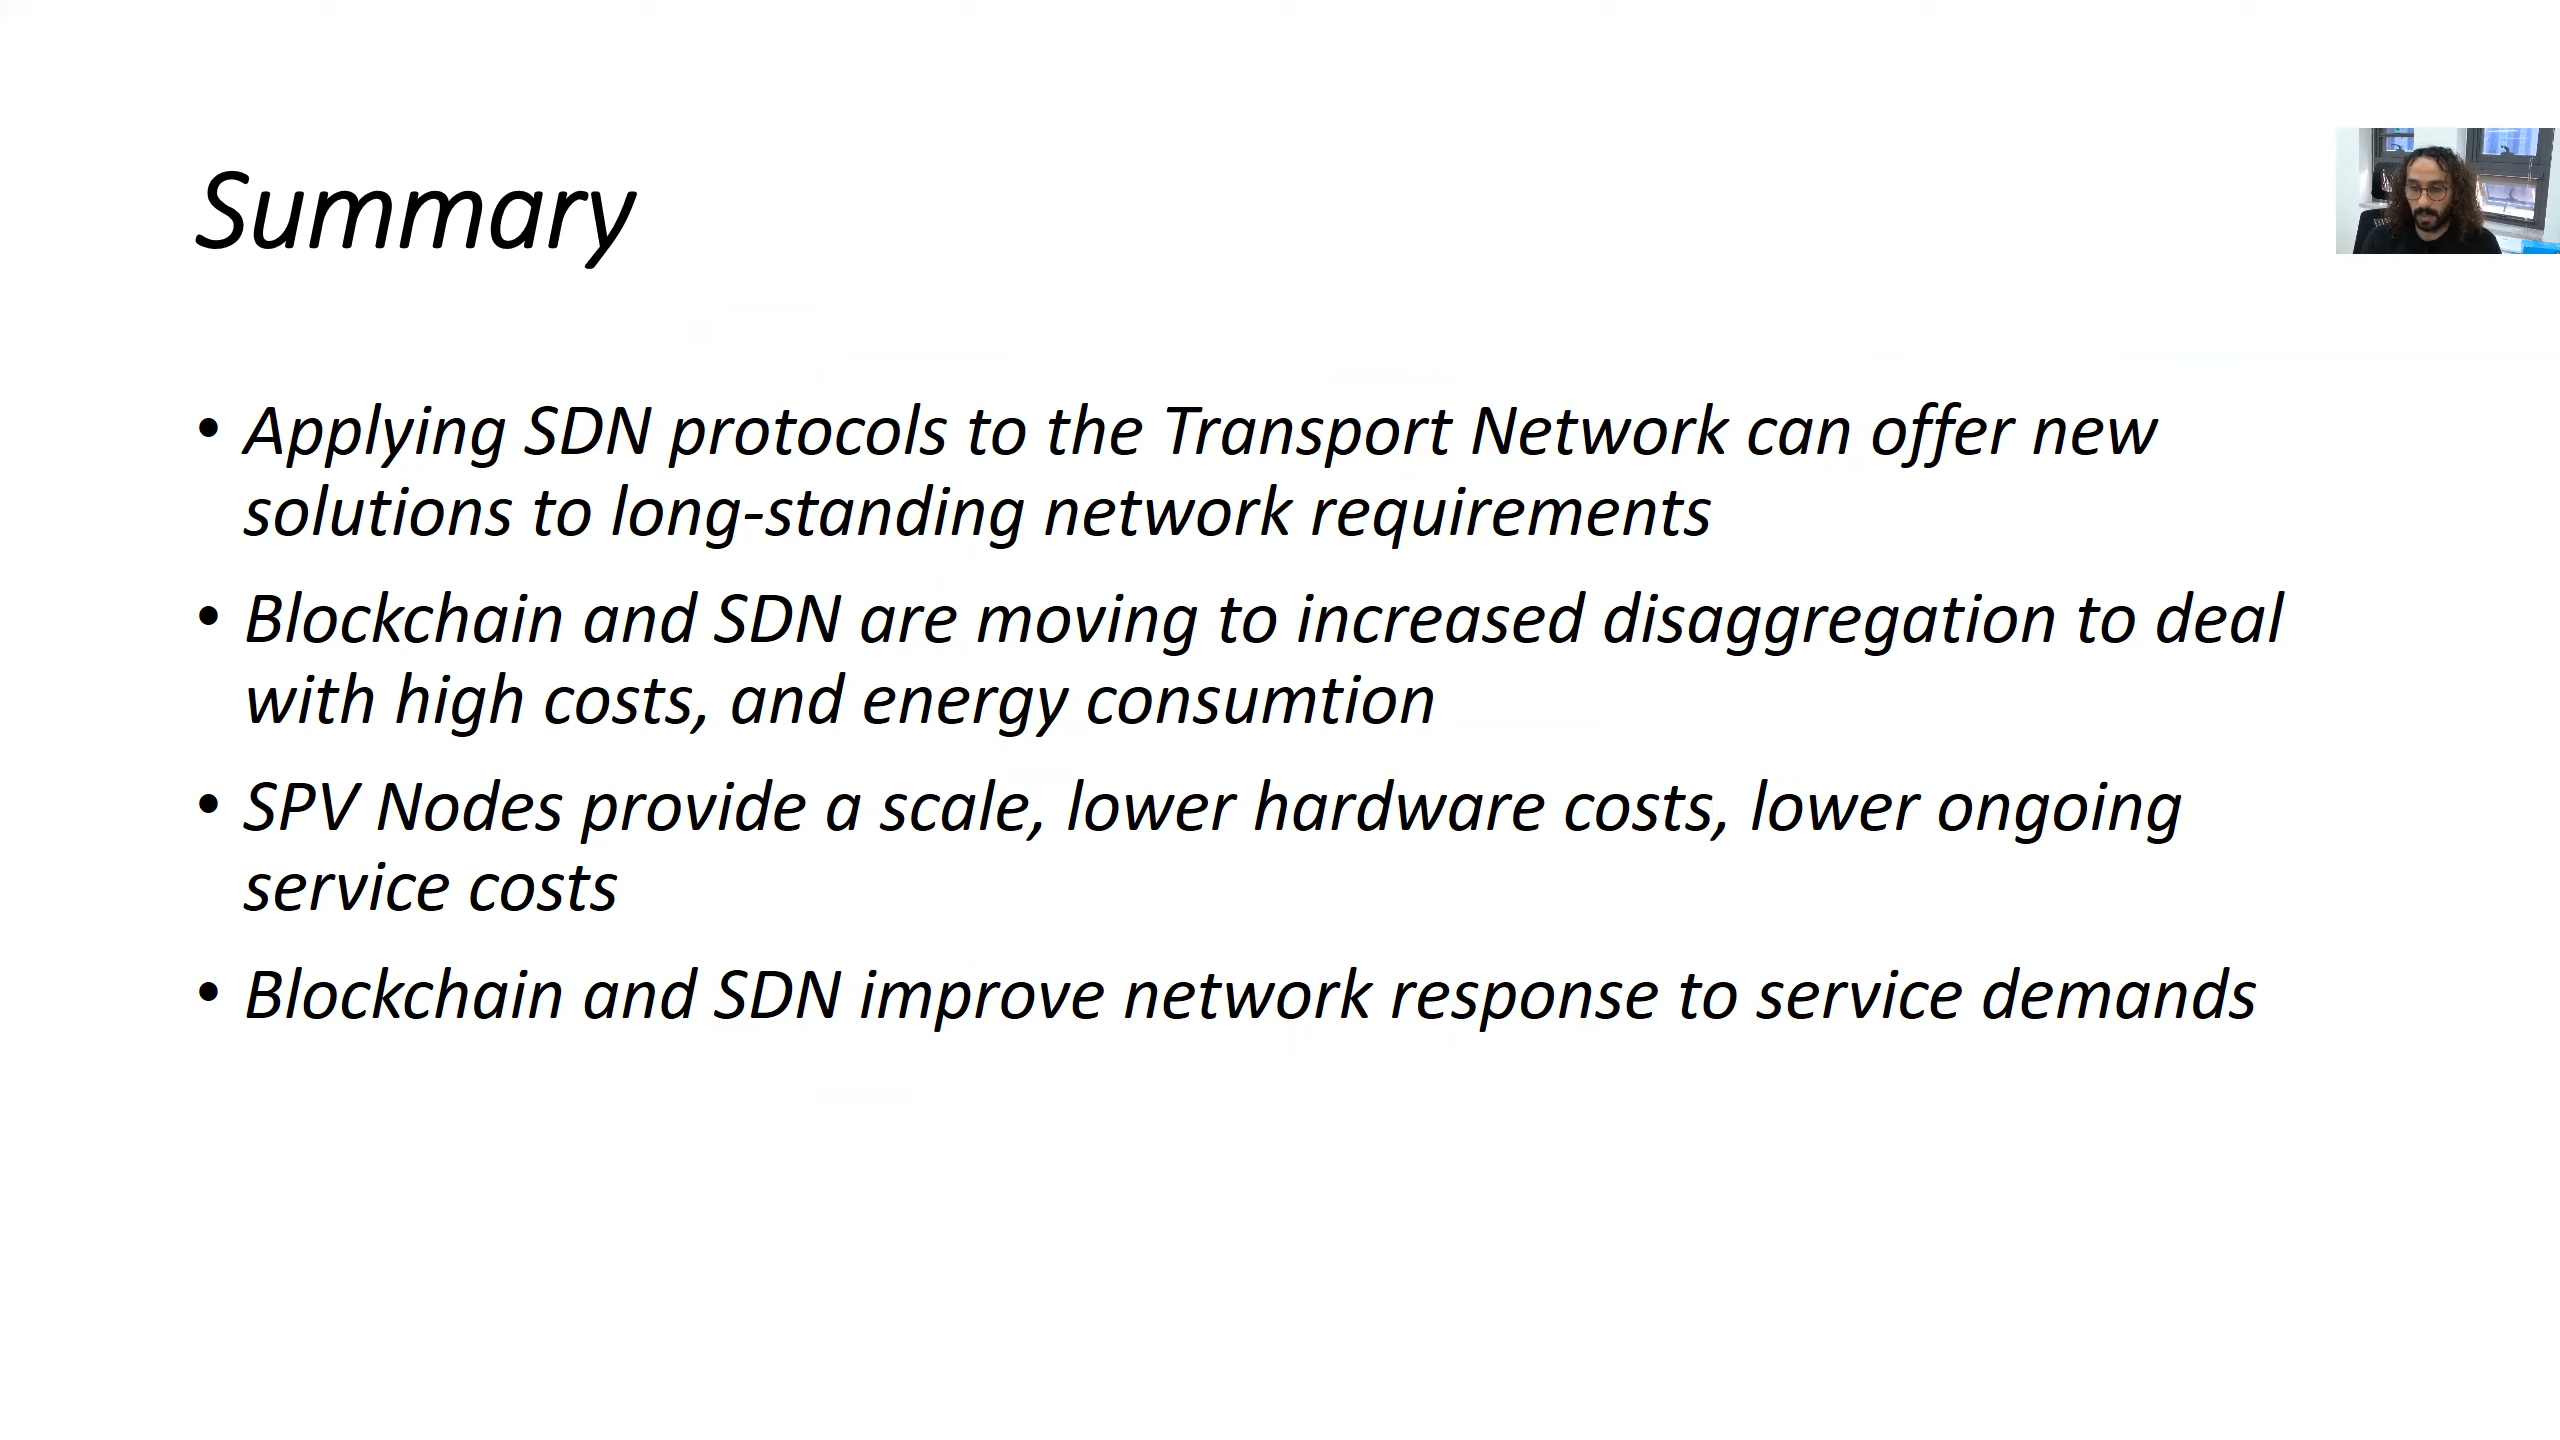 Summary
• Applying SDN protocols to the Transport Network can offer new
solutions to long-standing network requirements
• Blockchain and SDN are moving to increased disaggregation to deal
with high costs, and energy consumtion
• SPV Nodes provide a scale, lower hardware costs, lower ongoing
service costs
• Blockchain and SDN improve network response to service demands